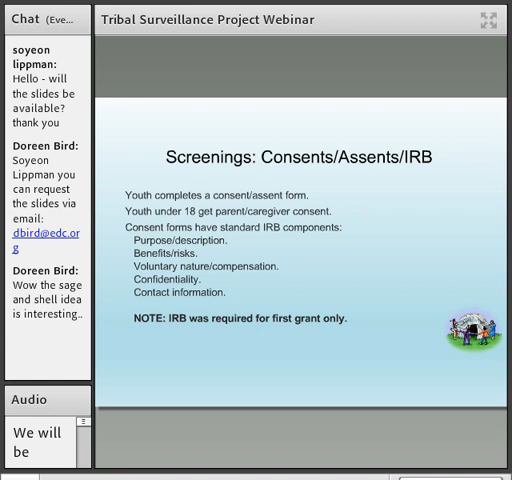 Chat (Eve...
soyeon
lippman:
Hello - will
the slides be
available?
thank you
Doreen Bird:
Soyeon
Lippman you
can request
the slides via
email:
dbird@edc.or
g
Doreen Bird:
Wow the sage
and shell idea
is interesting..
Audio
We will
be
Tribal Surveillance Project Webinar
Screenings: Consents/Assents/IRB
Youth completes a consent/assent form.
Youth under 18 get parent/caregiver consent.
Consent forms have standard IRB components:
Purpose/description.
Benefits/risks.
Voluntary nature/compensation.
Confidentiality.
Contact information.
NOTE: IRB was required for first grant only.